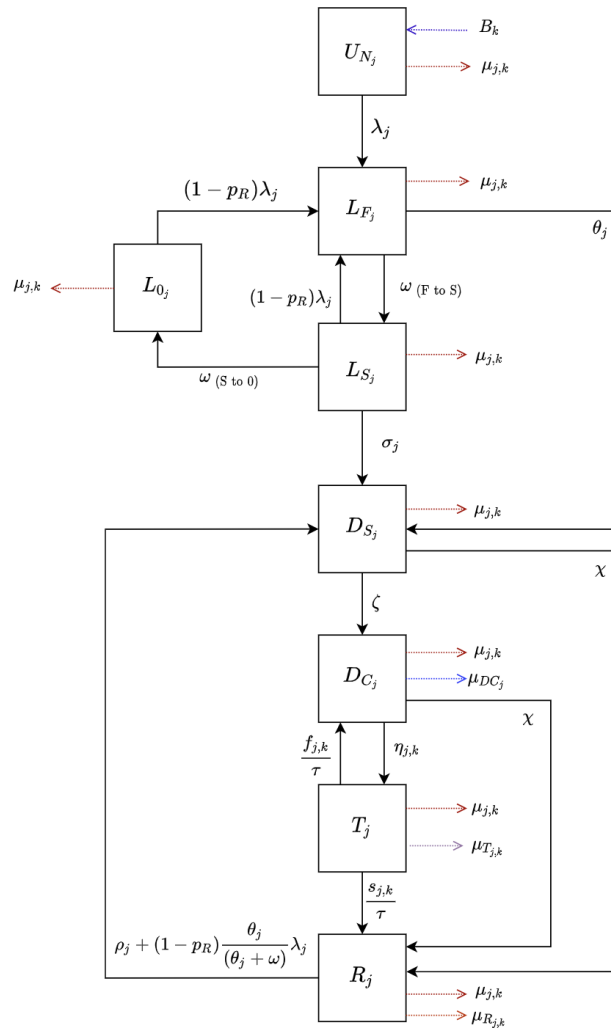 B_k
U_{N_j}
μ_{j,k}
λ_j
(1 − p_R)λ_j
μ_{j,k}
L_{F_j}
θ_j
μ_{j,k}
L_{0_j}
(1 − p_R)λ_j
ω (F to S)
L_{S_j}
μ_{j,k}
ω (S to 0)
σ_j
D_{S_j}
μ_{j,k}
χ
ζ
D_{C_j}
μ_{j,k}
μ_{DC_j}
χ
f_{j,k}/τ
η_{j,k}
T_j
μ_{j,k}
μ_{T_{j,k}}
s_{j,k}/τ
ρ_j + (1 − p_R) θ_j/(θ_j + ω) λ_j
R_j
μ_{j,k}
μ_{R_{j,k}}